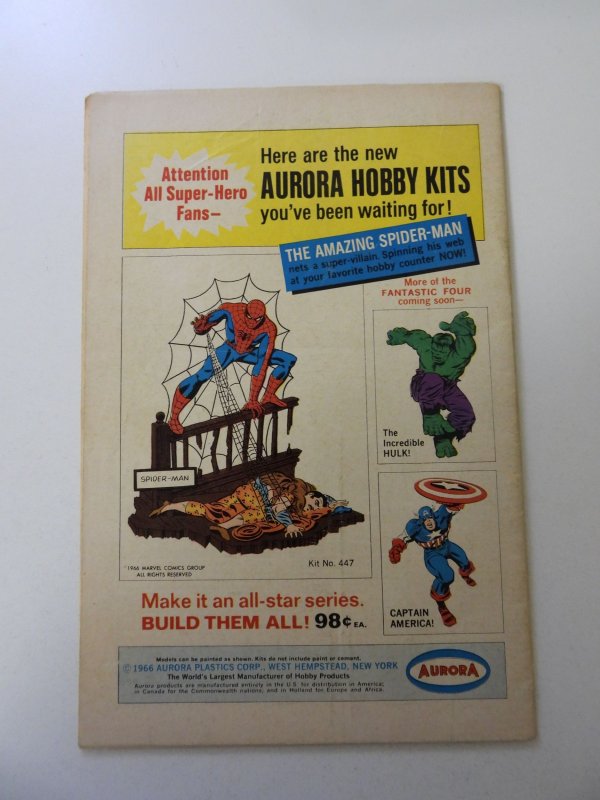 Attention
All Super-Hero
Fans—
Here are the new
AURORA HOBBY KITS
you've been waiting for!
THE AMAZING SPIDER-MAN
nets a super-villain. Spinning his web
at your favorite hobby counter NOW!
More of the
FANTASTIC FOUR
coming soon—
The
Incredible
HULK!
SPIDER-MAN
©1966 MARVEL COMICS GROUP
ALL RIGHTS RESERVED
Kit No. 447
CAPTAIN
AMERICA!
Make it an all-star series.
BUILD THEM ALL! 98¢ EA.
Models can be painted as shown. Kits do not include paint or cement.
© 1966 AURORA PLASTICS CORP., WEST HEMPSTEAD, NEW YORK
The World's Largest Manufacturer of Hobby Products
Aurora products are manufactured entirely in the U.S. for distribution in America;
in Canada for the Commonwealth nations, and in Holland for Europe and Africa.
AURORA